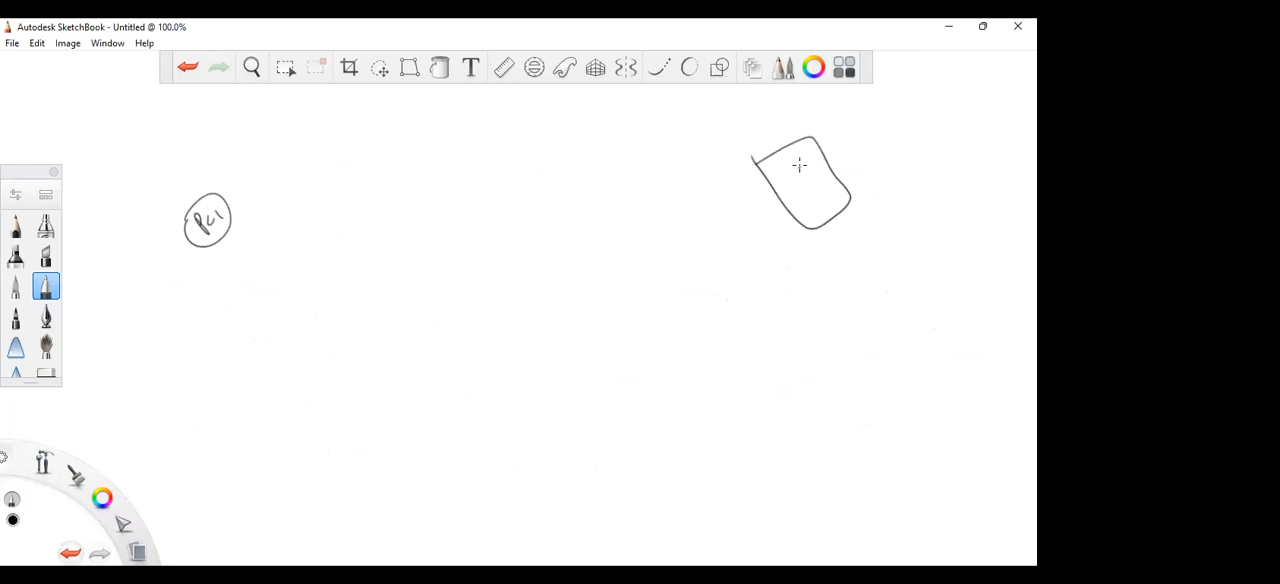 Autodesk SketchBook - Untitled @ 100.0%
File Edit Image Window Help
T